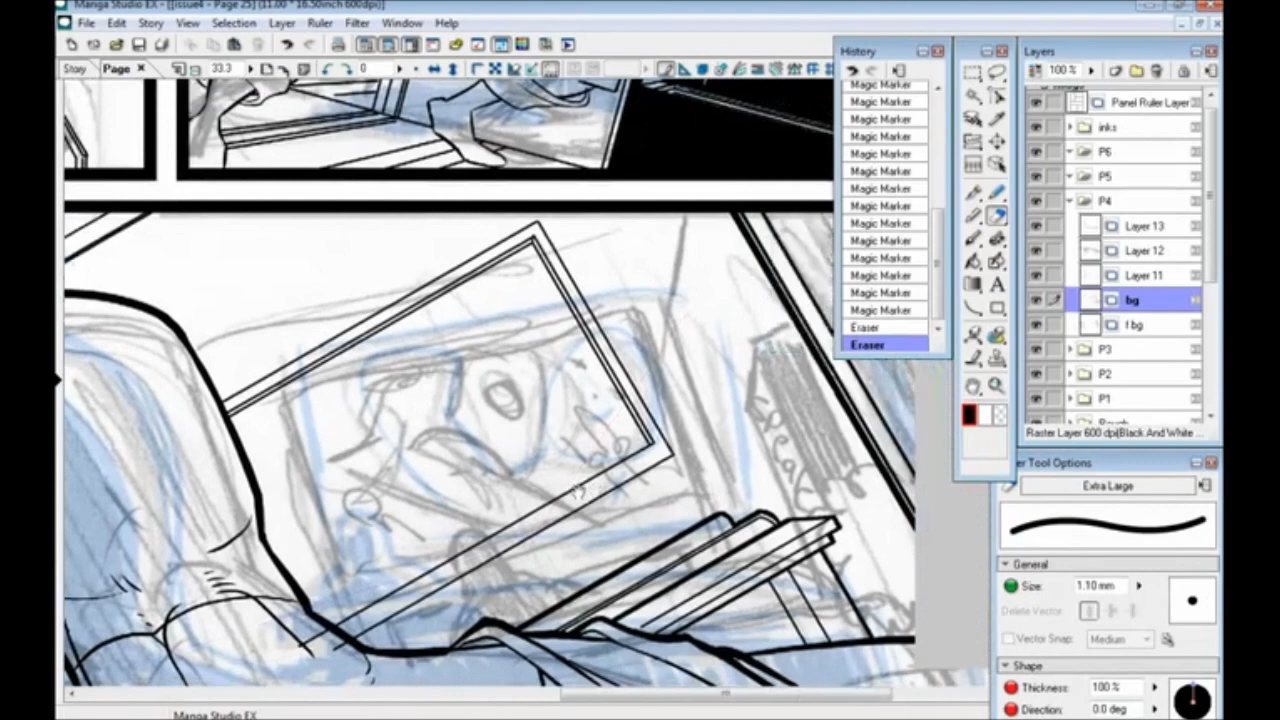 Manga Studio EX - [[issue4 - Page 25] (11.00 * 16.50inch 600dpi)]
File Edit Story View Selection Layer Ruler Filter Window Help
Story Page 33.3 0
History
Magic Marker
Magic Marker
Magic Marker
Magic Marker
Magic Marker
Magic Marker
Magic Marker
Magic Marker
Magic Marker
Magic Marker
Magic Marker
Magic Marker
Magic Marker
Magic Marker
Eraser
Eraser
Layers
100 %
Panel Ruler Layer
inks
P6
P5
P4
Layer 13
Layer 12
Layer 11
bg
f bg
P3
P2
P1
Raster Layer 600 dpi(Black And White ...
er Tool Options
Extra Large
General
Size: 1.10 mm
Delete Vector:
Vector Snap: Medium
Shape
Thickness: 100 %
Direction: 0.0 deg
Manga Studio EX